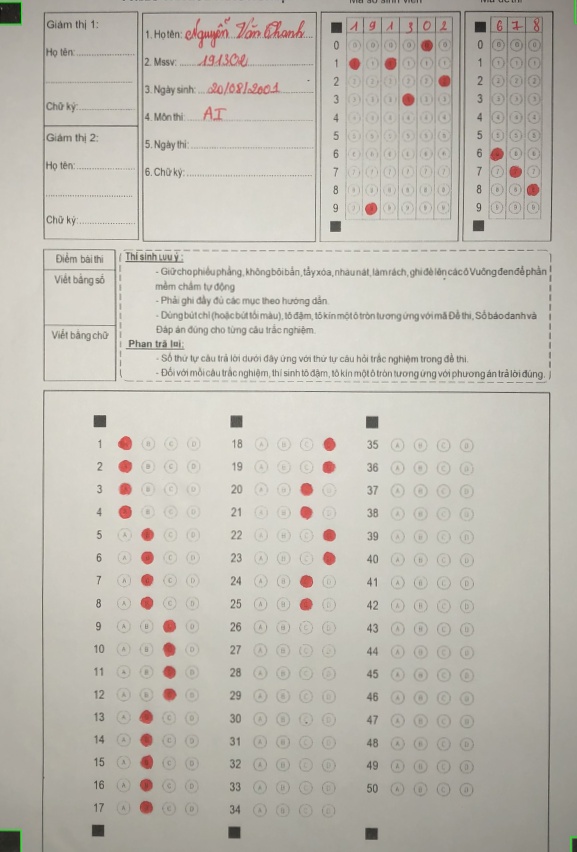 Giám thị 1:
Họ tên:
Chữ ký:
Giám thị 2:
Họ tên:
Chữ ký:
1. Họ tên: Nguyễn Văn Thanh
2. Mssv: 191302
3. Ngày sinh: 20/08/2001
4. Môn thi: AI
5. Ngày thi:
6. Chữ ký:
1 9 1 3 0 2
0
1
2
3
4
5
6
7
8
9
6 7 8
0
1
2
3
4
5
6
7
8
9
Điểm bài thi
Viết bằng số
Viết bằng chữ
Thí sinh lưu ý:
- Giữ cho phiếu phẳng, không bôi bẩn, tẩy xóa, nhàu nát, làm rách, ghi đè lên các ô Vuông đen để phần
mềm chấm tự động
- Phải ghi đầy đủ các mục theo hướng dẫn
- Dùng bút chì (hoặc bút tối màu), tô đậm, tô kín một ô tròn tương ứng với mã Đề thi, Số báo danh và
Đáp án đúng cho từng câu trắc nghiệm.
Phần trả lời:
- Số thứ tự câu trả lời dưới đây ứng với thứ tự câu hỏi trắc nghiệm trong đề thi.
- Đối với mỗi câu trắc nghiệm, thí sinh tô đậm, tô kín một ô tròn tương ứng với phương án trả lời đúng.
1 B C D
2 B C D
3 B C D
4 B C D
5 A C D
6 A C D
7 A C D
8 A C D
9 A B D
10 A B D
11 A B D
12 A B D
13 A C D
14 A C D
15 A C D
16 A C D
17 A C D
18 A B C
19 A B C
20 A B D
21 A B D
22 A B C
23 A B C
24 A B D
25 A B D
26 A B C D
27 A B C D
28 A B C D
29 A B C D
30 A B C D
31 A B C D
32 A B C D
33 A B C D
34 A B C D
35 A B C D
36 A B C D
37 A B C D
38 A B C D
39 A B C D
40 A B C D
41 A B C D
42 A B C D
43 A B C D
44 A B C D
45 A B C D
46 A B C D
47 A B C D
48 A B C D
49 A B C D
50 A B C D